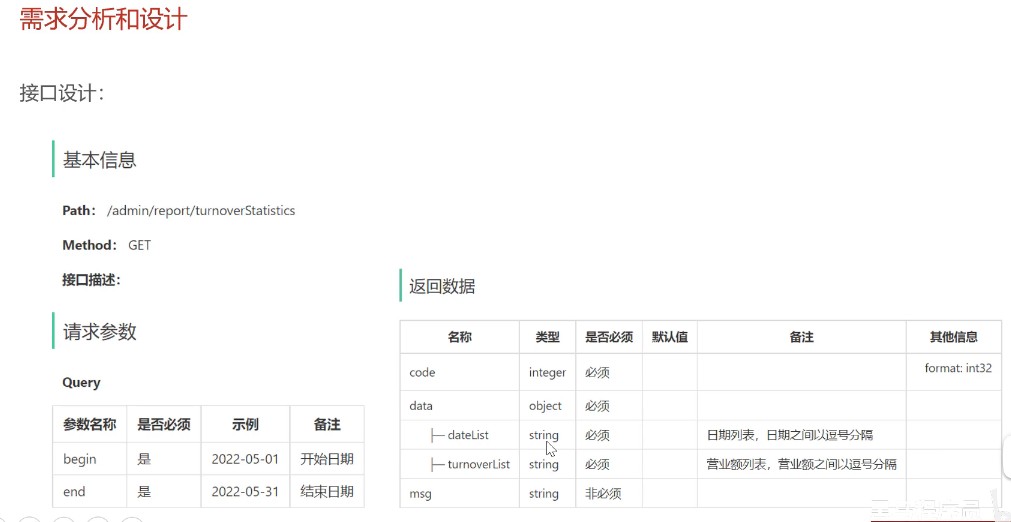 需求分析和设计
接口设计：
基本信息
Path： /admin/report/turnoverStatistics
Method： GET
接口描述：
请求参数
Query
参数名称 是否必须 示例 备注
begin 是 2022-05-01 开始日期
end 是 2022-05-31 结束日期
返回数据
名称 类型 是否必须 默认值 备注 其他信息
code integer 必须 format: int32
data object 必须
├─ dateList string 必须 日期列表，日期之间以逗号分隔
├─ turnoverList string 必须 营业额列表，营业额之间以逗号分隔
msg string 非必须